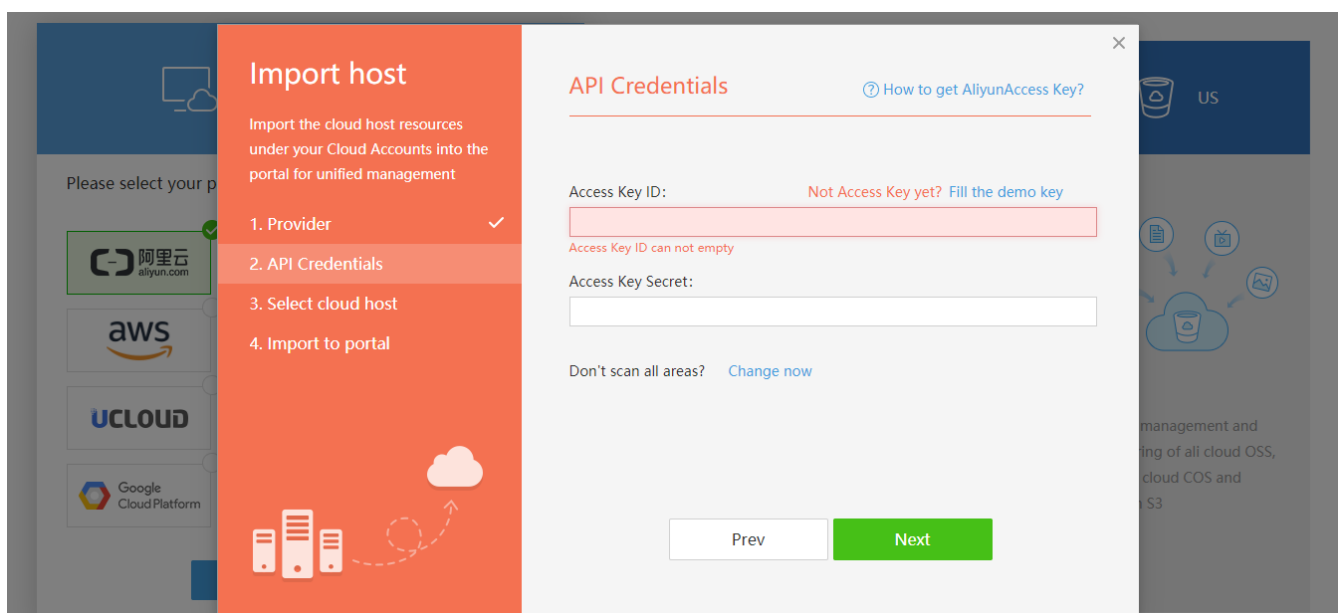 Import host
Import the cloud host resources
under your Cloud Accounts into the
portal for unified management
1. Provider
2. API Credentials
3. Select cloud host
4. Import to portal
API Credentials
? How to get AliyunAccess Key?
Access Key ID:
Not Access Key yet? Fill the demo key
Access Key ID can not empty
Access Key Secret:
Don't scan all areas? Change now
Prev
Next
Please select your p
阿里云
aliyun.com
aws
UCLOUD
Google
Cloud Platform
US
management and
ing of all cloud OSS,
cloud COS and
S3